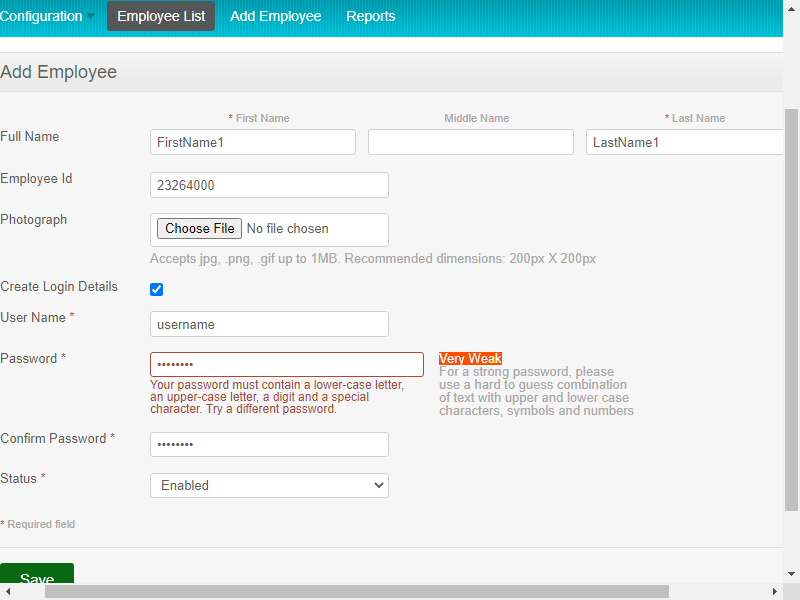 Configuration Employee List Add Employee Reports
Add Employee
* First Name Middle Name * Last Name
Full Name FirstName1 LastName1
Employee Id 23264000
Photograph Choose File No file chosen
Accepts jpg, .png, .gif up to 1MB. Recommended dimensions: 200px X 200px
Create Login Details
User Name * username
Password * ••••••••
Your password must contain a lower-case letter,
an upper-case letter, a digit and a special
character. Try a different password.
Very Weak
For a strong password, please
use a hard to guess combination
of text with upper and lower case
characters, symbols and numbers
Confirm Password * ••••••••
Status * Enabled
* Required field
Save